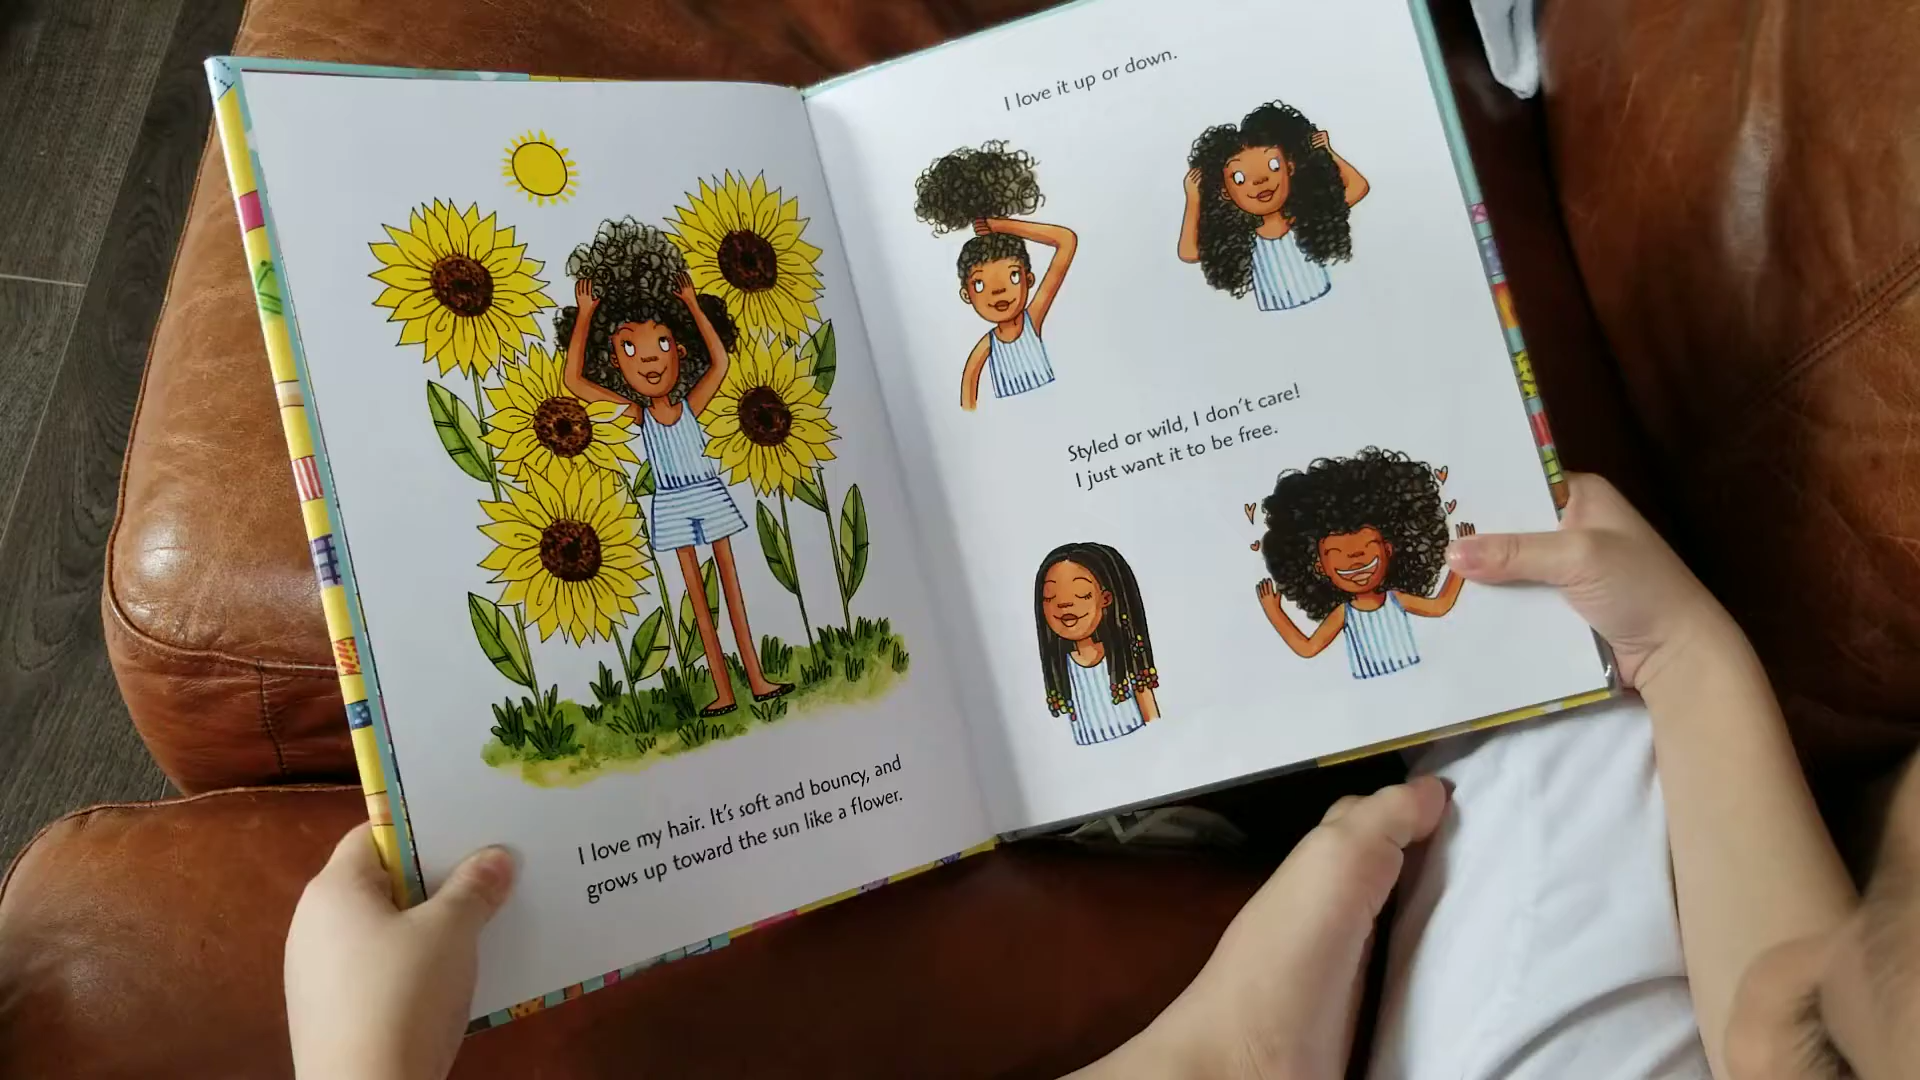 I love my hair. It's soft and bouncy, and
grows up toward the sun like a flower.
I love it up or down.
Styled or wild, I don't care!
I just want it to be free.